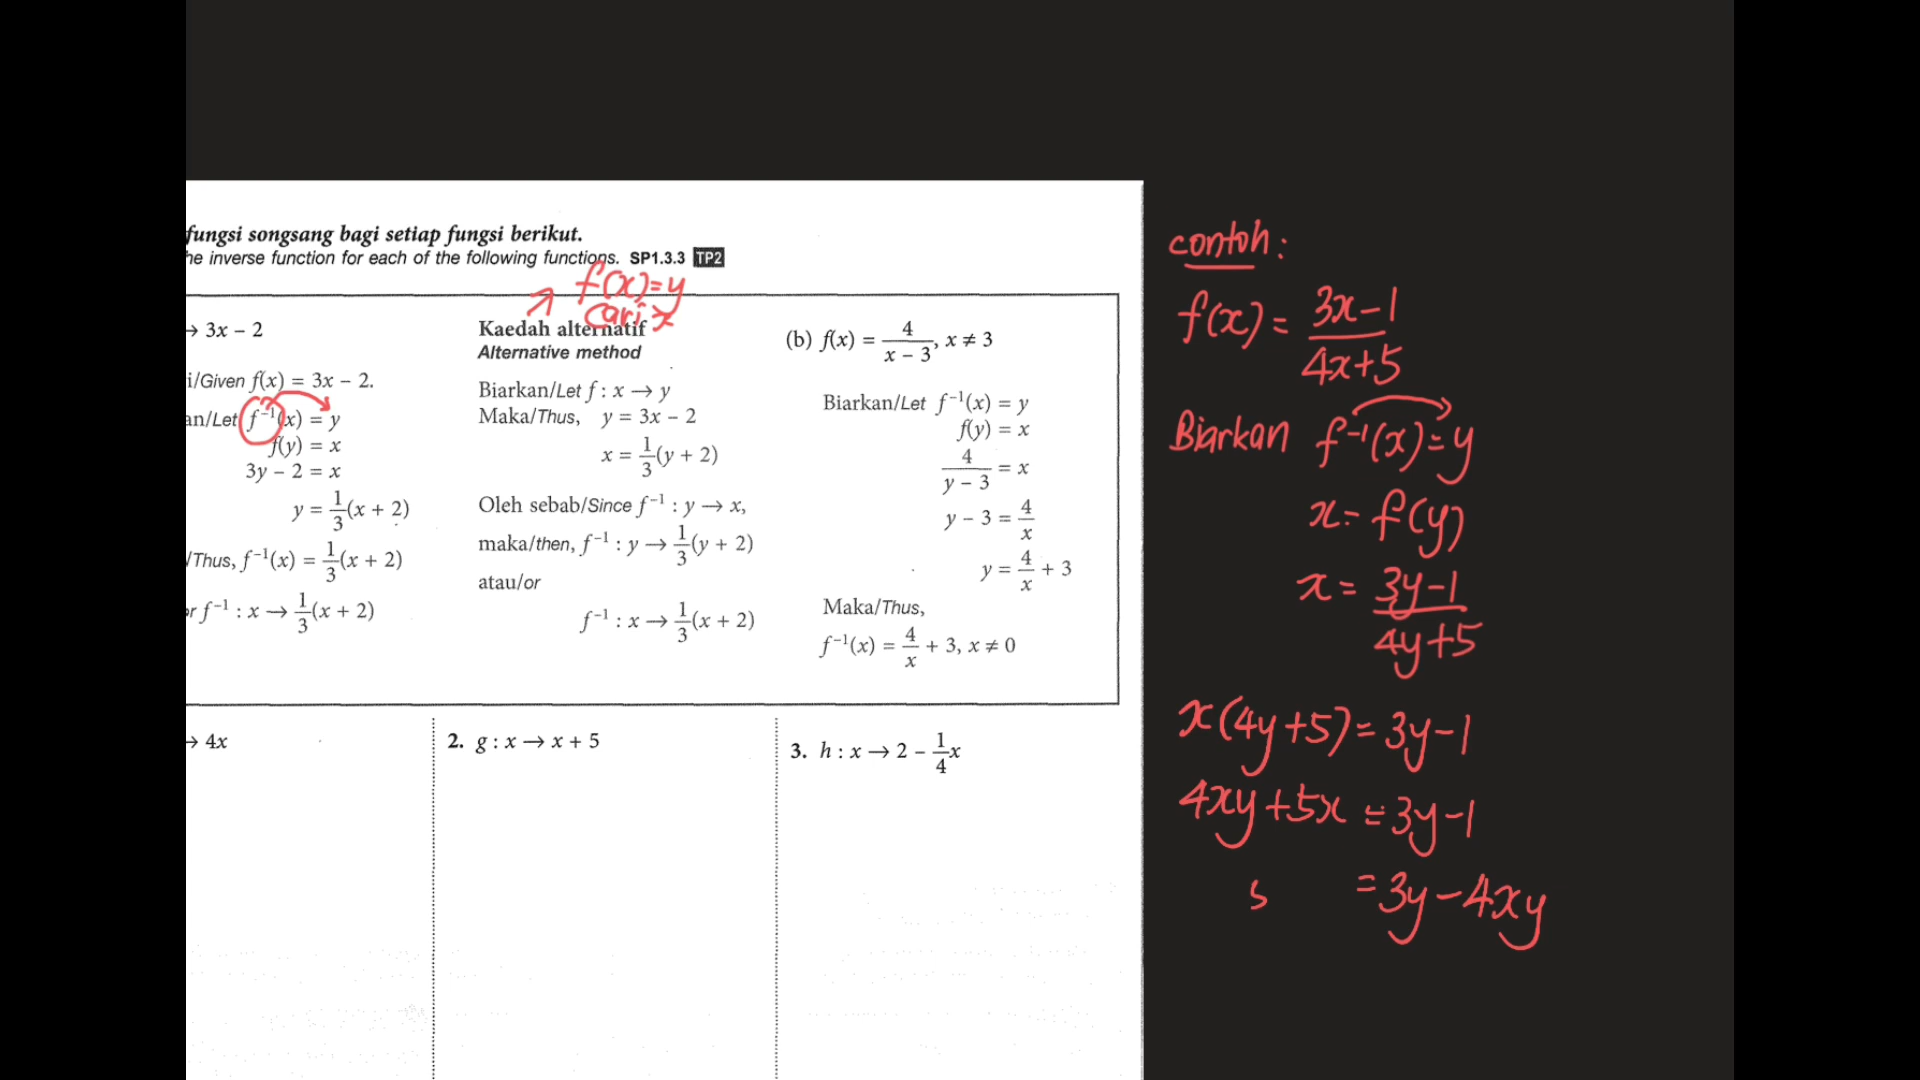 fungsi songsang bagi setiap fungsi berikut.
he inverse function for each of the following functions. SP1.3.3 TP2
f(x)=y
cari x
→ 3x – 2
i/Given f(x) = 3x – 2.
an/Let f⁻¹(x) = y
f(y) = x
3y – 2 = x
y = 1/3(x + 2)
/Thus, f⁻¹(x) = 1/3(x + 2)
or f⁻¹ : x → 1/3(x + 2)
Kaedah alternatif
Alternative method
Biarkan/Let f : x → y
Maka/Thus, y = 3x – 2
x = 1/3(y + 2)
Oleh sebab/Since f⁻¹ : y → x,
maka/then, f⁻¹ : y → 1/3(y + 2)
atau/or
f⁻¹ : x → 1/3(x + 2)
(b) f(x) = 4/(x – 3), x ≠ 3
Biarkan/Let f⁻¹(x) = y
f(y) = x
4/(y – 3) = x
y – 3 = 4/x
y = 4/x + 3
Maka/Thus,
f⁻¹(x) = 4/x + 3, x ≠ 0
→ 4x
2. g : x → x + 5
3. h : x → 2 – 1/4x
contoh:
f(x) = (3x-1)/(4x+5)
Biarkan f⁻¹(x)=y
x = f(y)
x = (3y-1)/(4y+5)
x(4y+5) = 3y-1
4xy+5x = 3y-1
5 = 3y-4xy